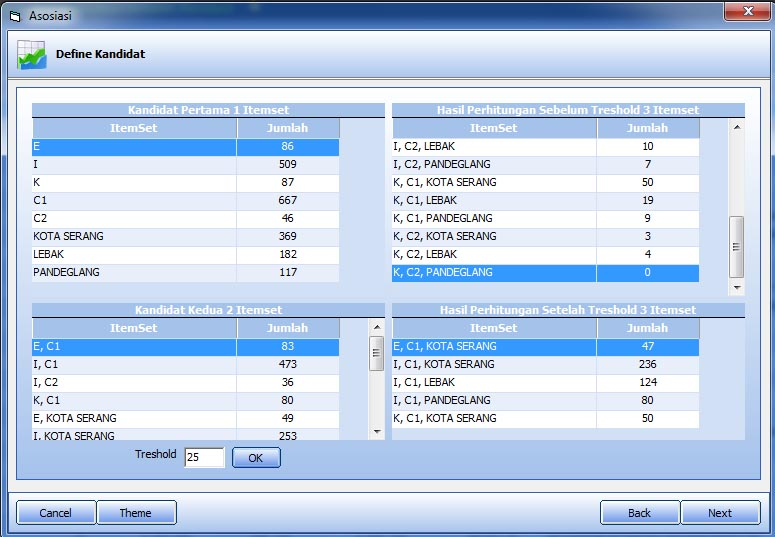 Asosiasi
Define Kandidat
Kandidat Pertama 1 Itemset
ItemSet Jumlah
E 86
I 509
K 87
C1 667
C2 46
KOTA SERANG 369
LEBAK 182
PANDEGLANG 117
Hasil Perhitungan Sebelum Treshold 3 Itemset
ItemSet Jumlah
I, C2, LEBAK 10
I, C2, PANDEGLANG 7
K, C1, KOTA SERANG 50
K, C1, LEBAK 19
K, C1, PANDEGLANG 9
K, C2, KOTA SERANG 3
K, C2, LEBAK 4
K, C2, PANDEGLANG 0
Kandidat Kedua 2 Itemset
ItemSet Jumlah
E, C1 83
I, C1 473
I, C2 36
K, C1 80
E, KOTA SERANG 49
I, KOTA SERANG 253
Hasil Perhitungan Setelah Treshold 3 Itemset
ItemSet Jumlah
E, C1, KOTA SERANG 47
I, C1, KOTA SERANG 236
I, C1, LEBAK 124
I, C1, PANDEGLANG 80
K, C1, KOTA SERANG 50
Treshold 25 OK
Cancel Theme Back Next